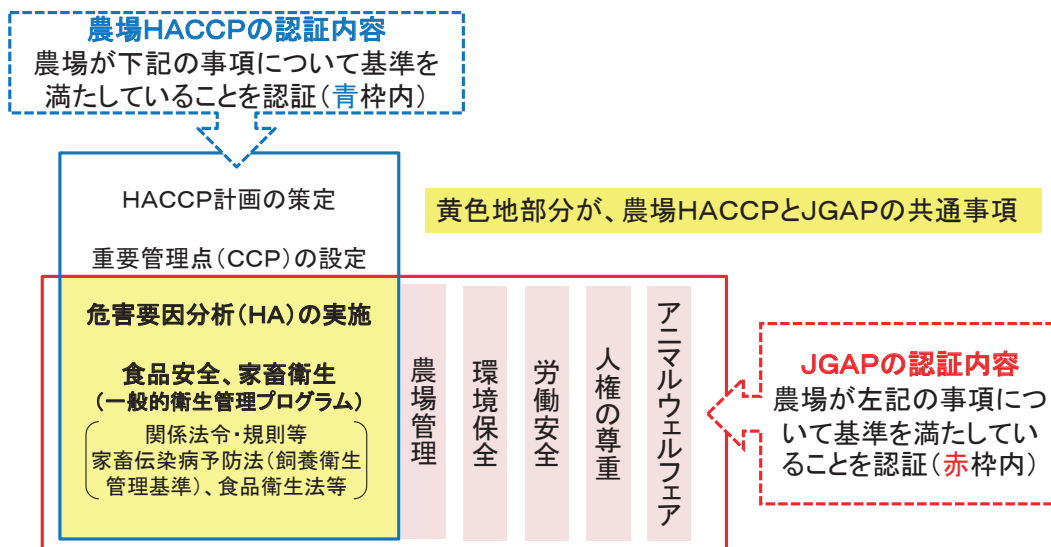 農場HACCPの認証内容
農場が下記の事項について基準を
満たしていることを認証(青枠内)
HACCP計画の策定
重要管理点(CCP)の設定
黄色地部分が、農場HACCPとJGAPの共通事項
危害要因分析(HA)の実施
食品安全、家畜衛生
(一般的衛生管理プログラム)
関係法令・規則等
家畜伝染病予防法(飼養衛生
管理基準)、食品衛生法等
農場管理
環境保全
労働安全
人権の尊重
アニマルウェルフェア
JGAPの認証内容
農場が左記の事項につ
いて基準を満たしてい
ることを認証(赤枠内)